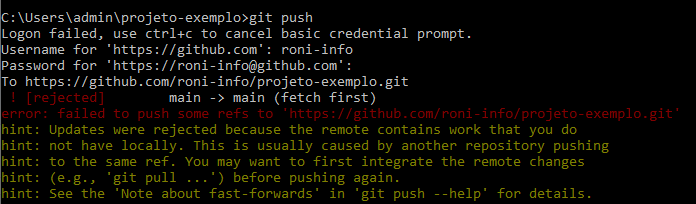 C:\Users\admin\projeto-exemplo>git push
Logon failed, use ctrl+c to cancel basic credential prompt.
Username for 'https://github.com': roni-info
Password for 'https://roni-info@github.com':
To https://github.com/roni-info/projeto-exemplo.git
 ! [rejected]        main -> main (fetch first)
error: failed to push some refs to 'https://github.com/roni-info/projeto-exemplo.git'
hint: Updates were rejected because the remote contains work that you do
hint: not have locally. This is usually caused by another repository pushing
hint: to the same ref. You may want to first integrate the remote changes
hint: (e.g., 'git pull ...') before pushing again.
hint: See the 'Note about fast-forwards' in 'git push --help' for details.